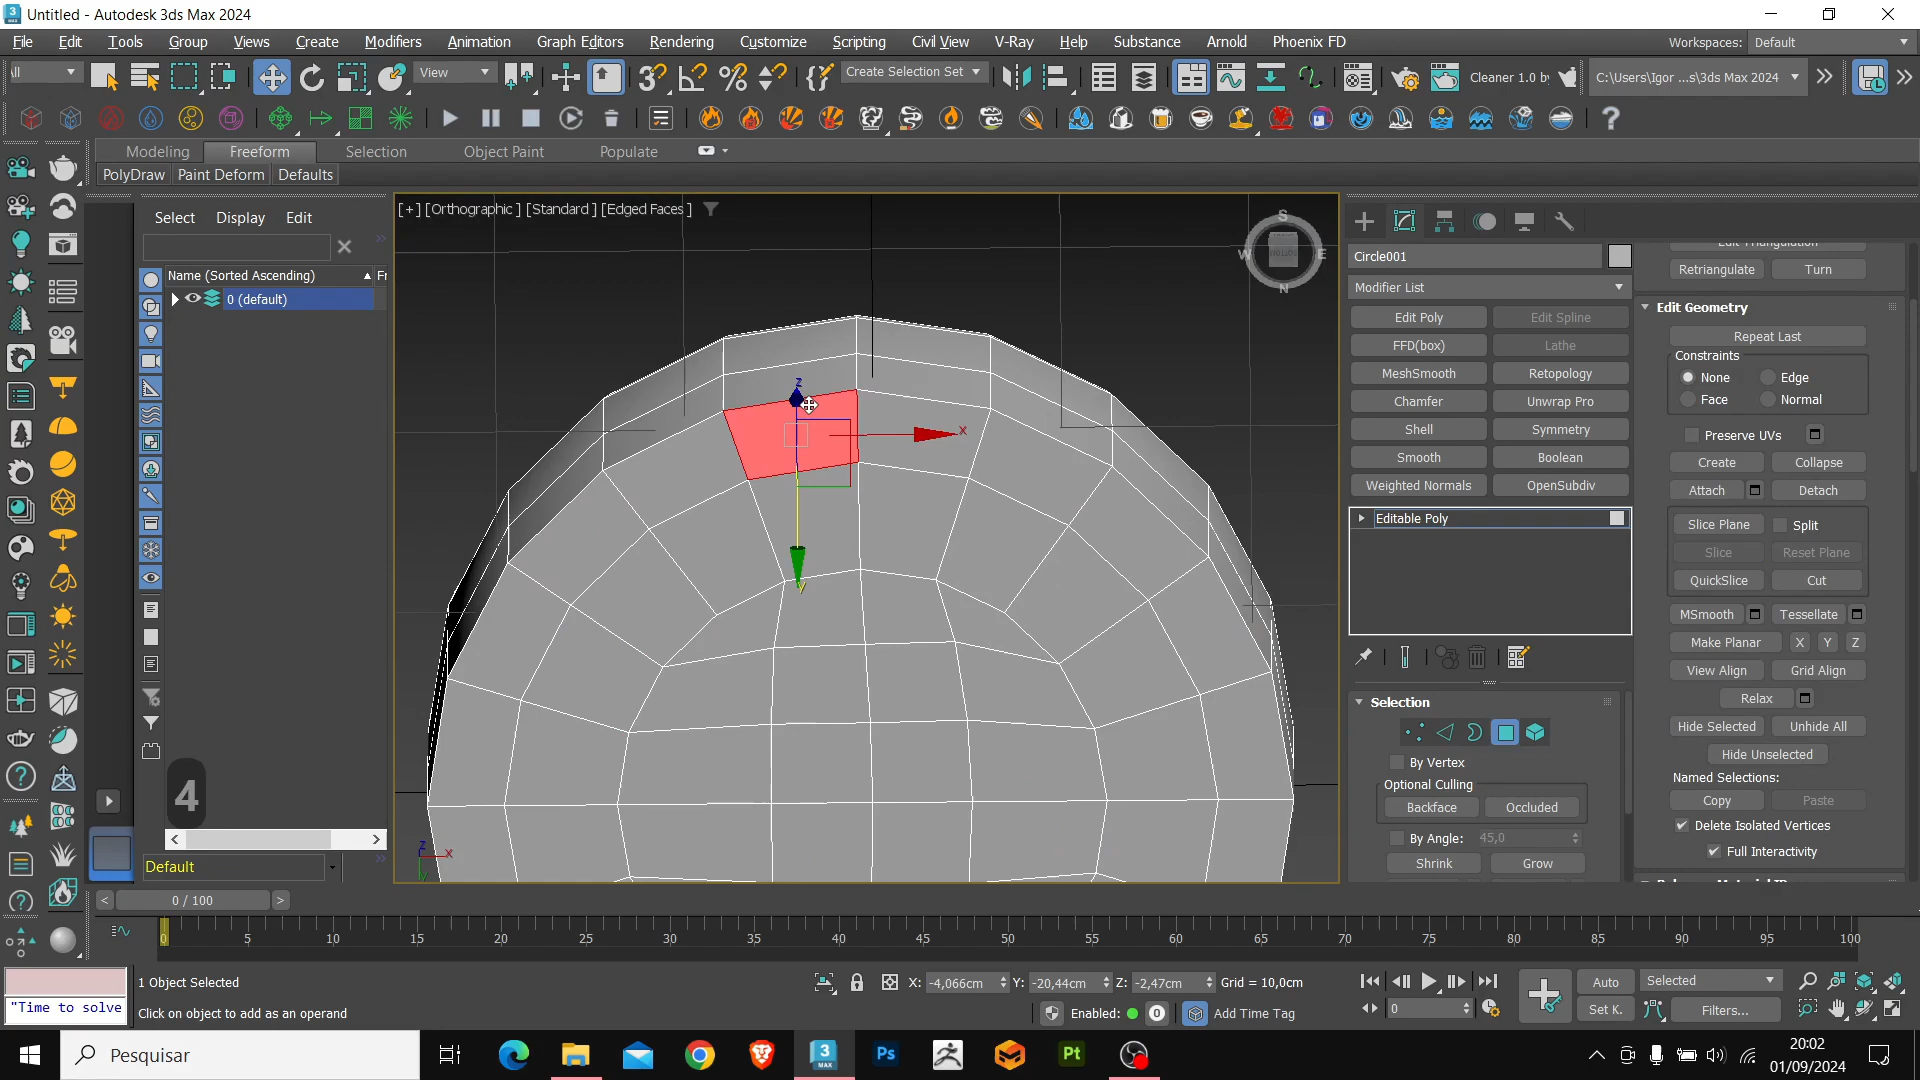 Untitled - Autodesk 3ds Max 2024
File Edit Tools Group Views Create Modifiers Animation Graph Editors Rendering Customize Scripting Civil View V-Ray Help Substance Arnold Phoenix FD Workspaces: Default
View Create Selection Set Cleaner 1.0 by C:\Users\Igor ...s\3ds Max 2024
Modeling Freeform Selection Object Paint Populate
PolyDraw Paint Deform Defaults
Select Display Edit
[+] [Orthographic] [Standard] [Edged Faces]
Name (Sorted Ascending) Fr
0 (default)
S
W E
N
z
x
y
4
Default
Circle001
Modifier List
Edit Poly Edit Spline
FFD(box) Lathe
MeshSmooth Retopology
Chamfer Unwrap Pro
Shell Symmetry
Smooth Boolean
Weighted Normals OpenSubdiv
Editable Poly
Selection
By Vertex
Optional Culling
Backface Occluded
By Angle: 45,0
Shrink Grow
Edit Triangulation
Retriangulate Turn
Edit Geometry
Repeat Last
Constraints
None Edge
Face Normal
Preserve UVs
Create Collapse
Attach Detach
Slice Plane Split
Slice Reset Plane
QuickSlice Cut
MSmooth Tessellate
Make Planar X Y Z
View Align Grid Align
Relax
Hide Selected Unhide All
Hide Unselected
Named Selections:
Copy Paste
Delete Isolated Vertices
Full Interactivity
0 / 100
0 5 10 15 20 25 30 35 40 45 50 55 60 65 70 75 80 85 90 95 100
"Time to solve
1 Object Selected
Click on object to add as an operand
X: -4,066cm Y: -20,44cm Z: -2,47cm Grid = 10,0cm
Enabled: 0 Add Time Tag
0
Auto Selected
Set K. Filters...
Pesquisar
20:02
01/09/2024